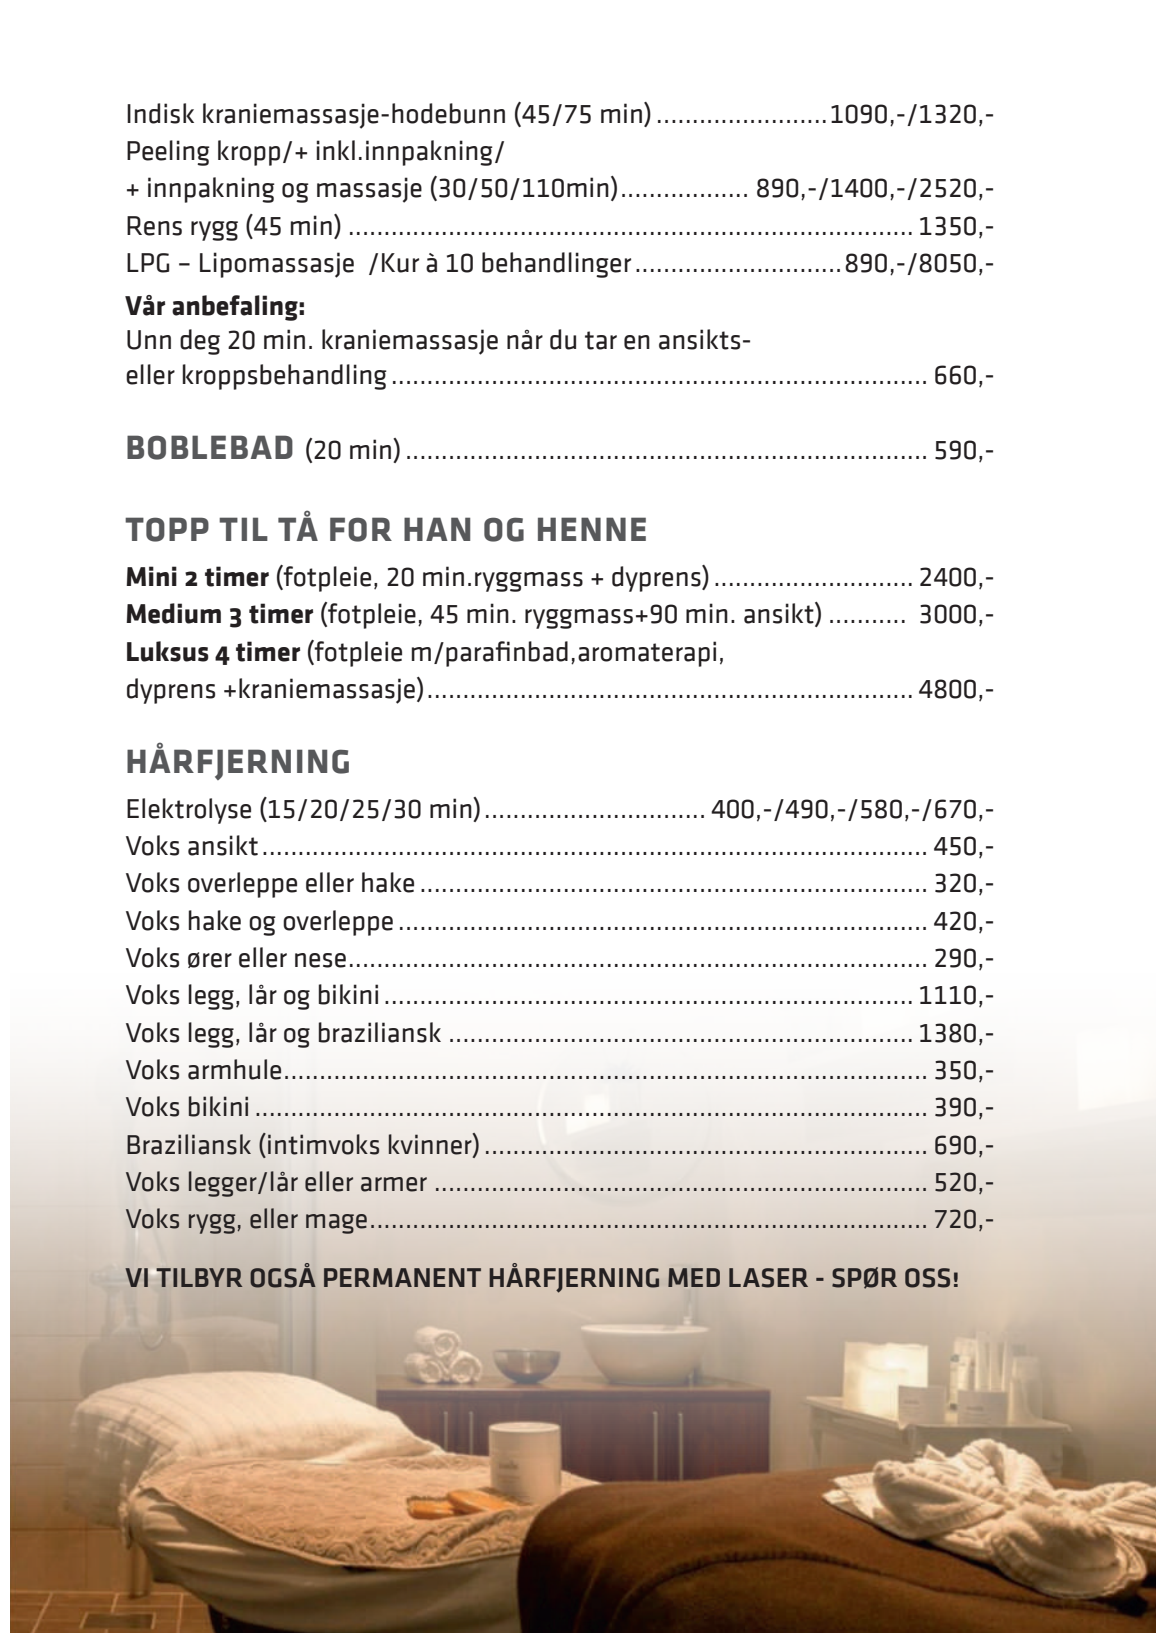 Indisk kraniemassasje-hodebunn (45/75 min) ........................ 1090,-/1320,-
Peeling kropp/+ inkl.innpakning/
+ innpakning og massasje (30/50/110min).................. 890,-/1400,-/2520,-
Rens rygg (45 min) ............................................................................... 1350,-
LPG – Lipomassasje /Kur à 10 behandlinger.............................890,-/8050,-
Vår anbefaling:
Unn deg 20 min. kraniemassasje når du tar en ansikts-
eller kroppsbehandling ........................................................................... 660,-
BOBLEBAD (20 min) ......................................................................... 590,-
TOPP TIL TÅ FOR HAN OG HENNE
Mini 2 timer (fotpleie, 20 min.ryggmass + dyprens) ............................ 2400,-
Medium 3 timer (fotpleie, 45 min. ryggmass+90 min. ansikt) ........... 3000,-
Luksus 4 timer (fotpleie m/parafinbad,aromaterapi,
dyprens +kraniemassasje).................................................................... 4800,-
HÅRFJERNING
Elektrolyse (15/20/25/30 min)............................... 400,-/490,-/580,-/670,-
Voks ansikt............................................................................................. 450,-
Voks overleppe eller hake ....................................................................... 320,-
Voks hake og overleppe .......................................................................... 420,-
Voks ører eller nese................................................................................. 290,-
Voks legg, lår og bikini .......................................................................... 1110,-
Voks legg, lår og braziliansk ................................................................. 1380,-
Voks armhule.......................................................................................... 350,-
Voks bikini .............................................................................................. 390,-
Braziliansk (intimvoks kvinner) .............................................................. 690,-
Voks legger/lår eller armer ..................................................................... 520,-
Voks rygg, eller mage.............................................................................. 720,-
VI TILBYR OGSÅ PERMANENT HÅRFJERNING MED LASER - SPØR OSS!